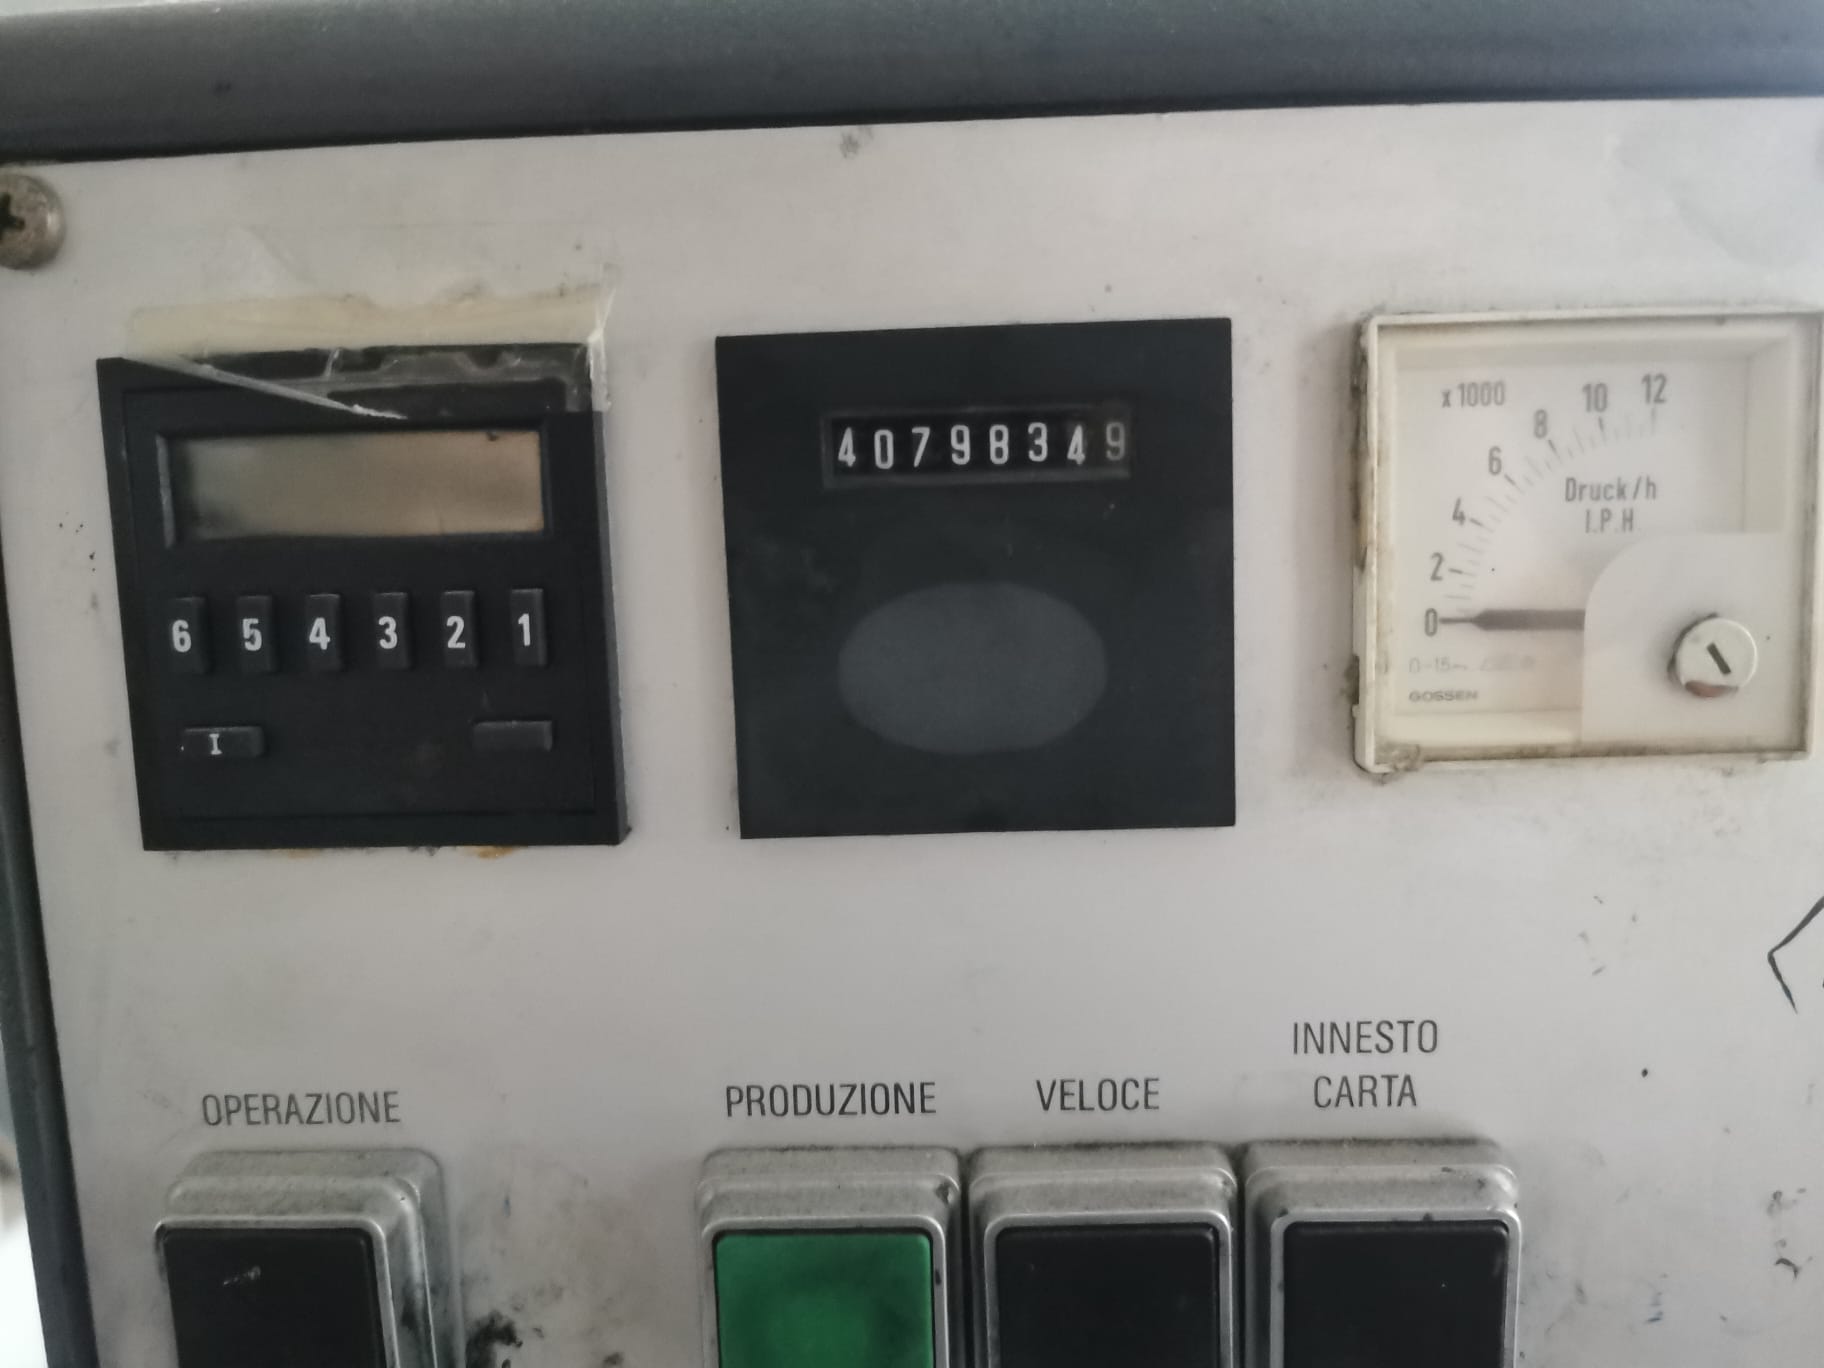 40798349
x1000
0 2 4 6 8 10 12
Druck/h
I.P.H.
GOSSEN
6 5 4 3 2 1
I
OPERAZIONE
PRODUZIONE
VELOCE
INNESTO
CARTA